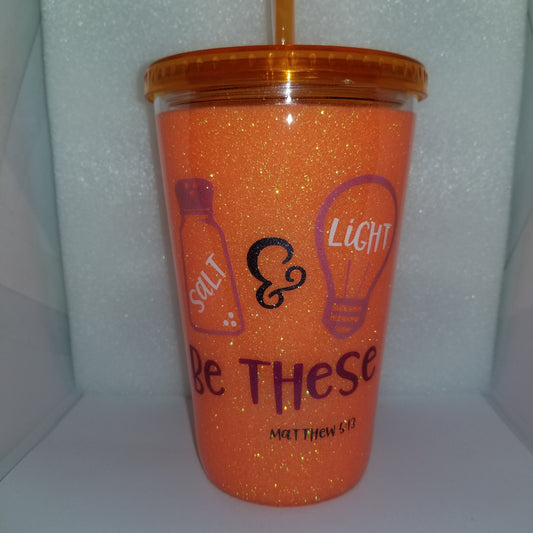 Salt & Light
Be These
Matthew 5:13